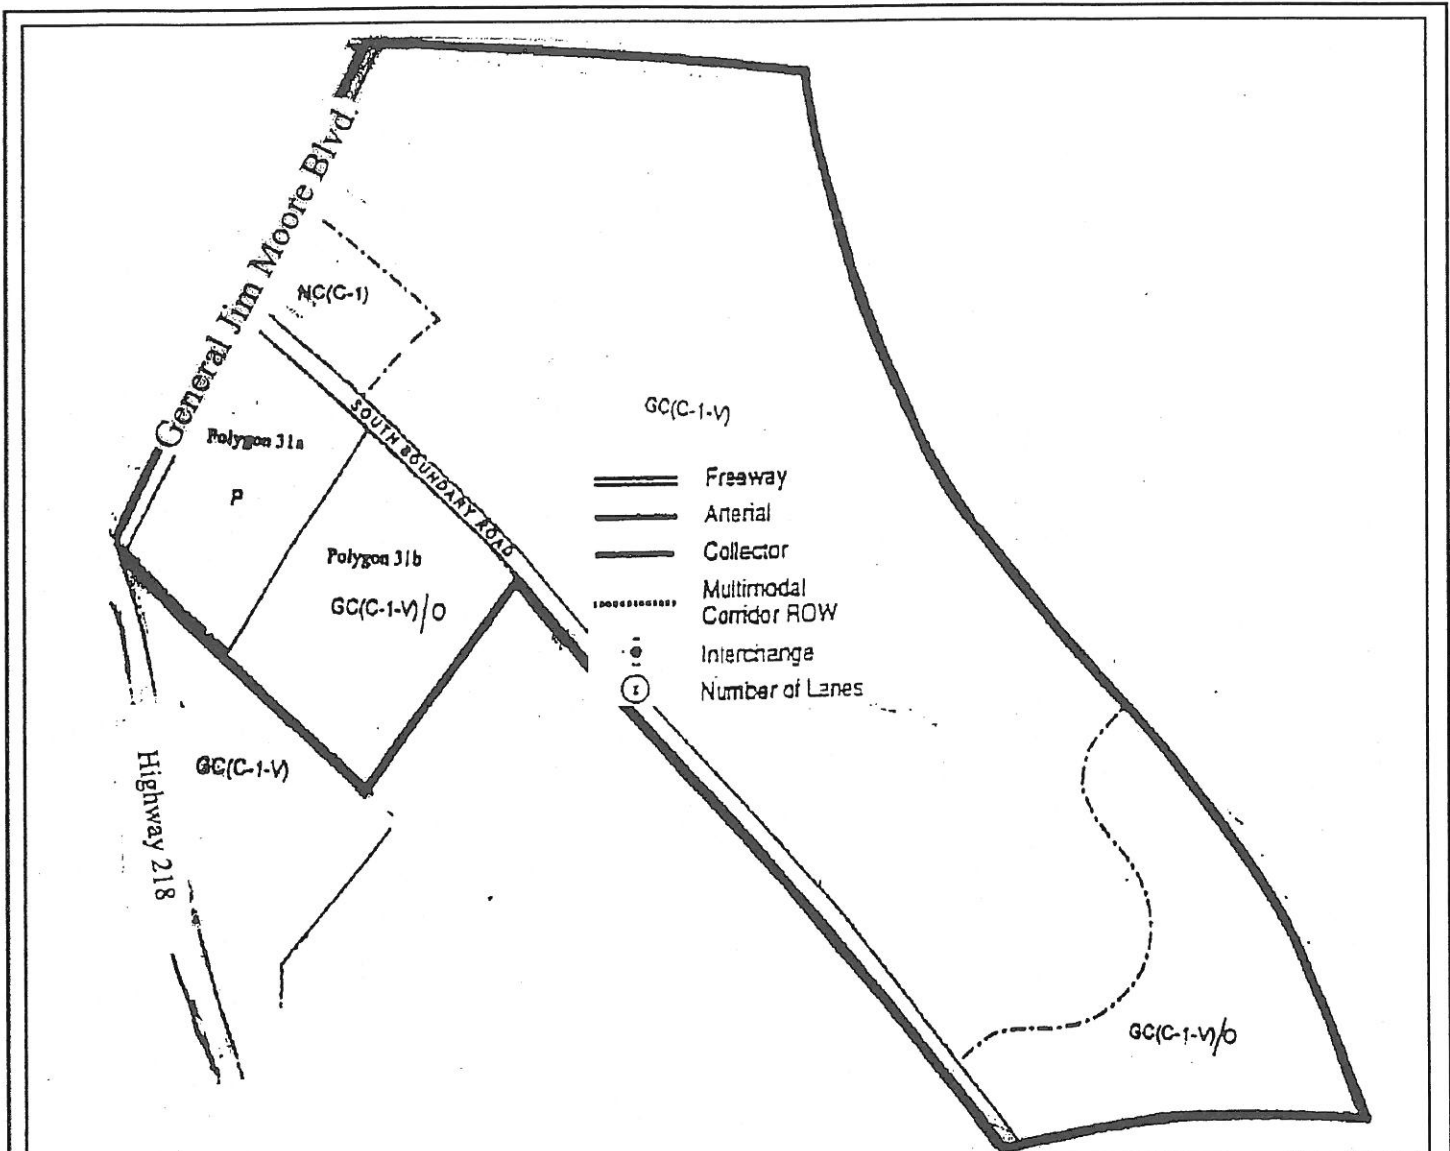 General Jim Moore Blvd.
NC(C-1)
GC(C-1-V)
SOUTH BOUNDARY ROAD
Polygon 31a
P
Freeway
Arterial
Collector
Multimodal
Corridor ROW
Interchange
Number of Lanes
Polygon 31b
GC(C-1-V)/O
GC(C-1-V)
Highway 218
GC(C-1-V)/O